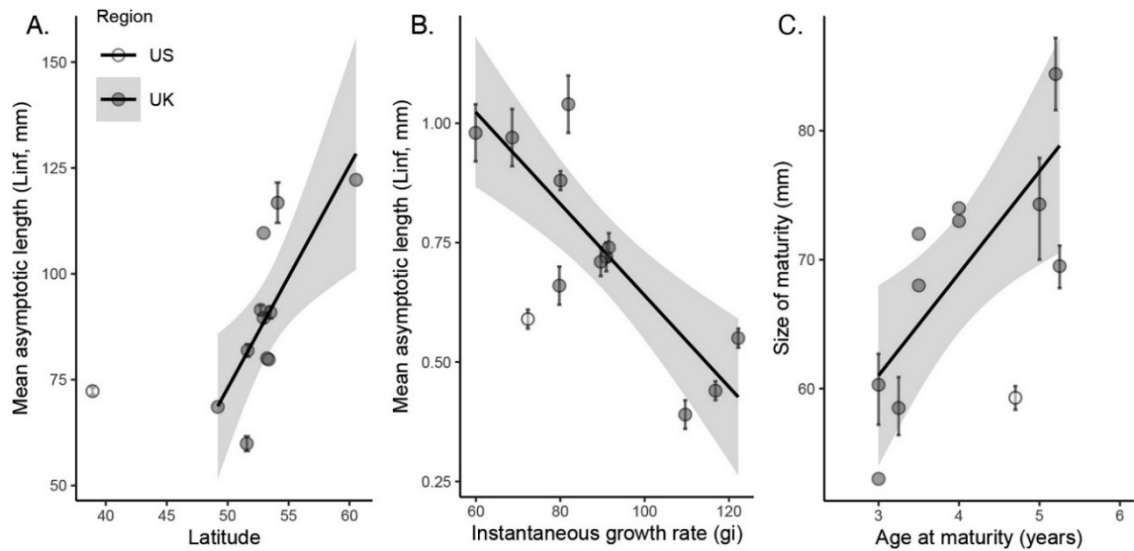 A.
Region
US
UK
150
125
100
75
50
40 45 50 55 60
Latitude
Mean asymptotic length (Linf, mm)
B.
1.00
0.75
0.50
0.25
60 80 100 120
Instantaneous growth rate (gi)
Mean asymptotic length (Linf, mm)
C.
80
70
60
3 4 5 6
Age at maturity (years)
Size of maturity (mm)